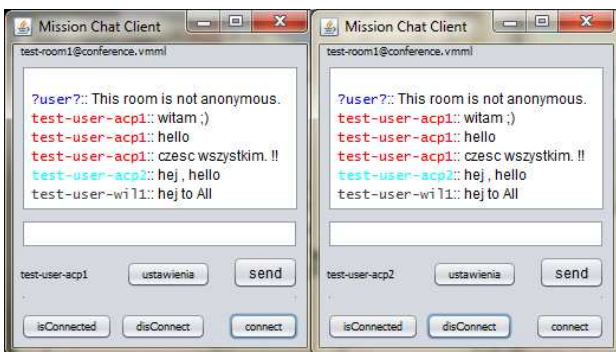 Mission Chat Client
test-room1@conference.vmml
?user?:: This room is not anonymous.
test-user-acp1:: witam ;)
test-user-acp1:: hello
test-user-acp1:: czesc wszystkim. !!
test-user-acp2:: hej , hello
test-user-wil1:: hej to All
test-user-acp1
ustawienia
send
isConnected
disConnect
connect
Mission Chat Client
test-room1@conference.vmml
?user?:: This room is not anonymous.
test-user-acp1:: witam ;)
test-user-acp1:: hello
test-user-acp1:: czesc wszystkim. !!
test-user-acp2:: hej , hello
test-user-wil1:: hej to All
test-user-acp2
ustawienia
send
isConnected
disConnect
connect